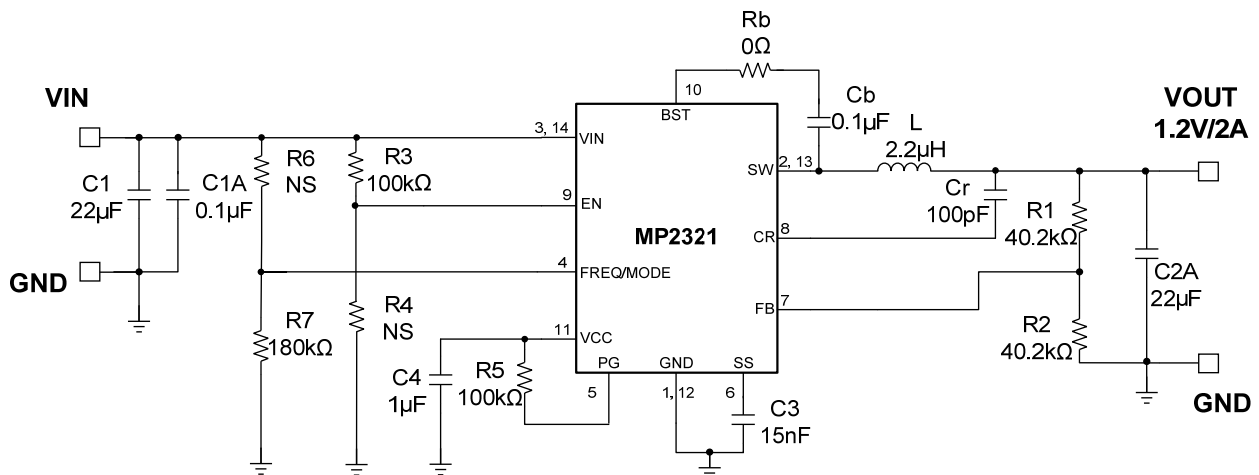 Rb
0Ω
10
BST
VIN
3, 14
VIN
Cb
0.1µF
L
2.2µH
VOUT
1.2V/2A
R6
NS
R3
100kΩ
2, 13
SW
C1
22µF
C1A
0.1µF
9
EN
Cr
100pF
R1
40.2kΩ
MP2321
8
CR
GND
4
FREQ/MODE
C2A
22µF
7
FB
R7
180kΩ
R4
NS
R2
40.2kΩ
11
VCC
C4
1µF
R5
100kΩ
PG
GND
SS
5
1, 12
6
C3
15nF
GND